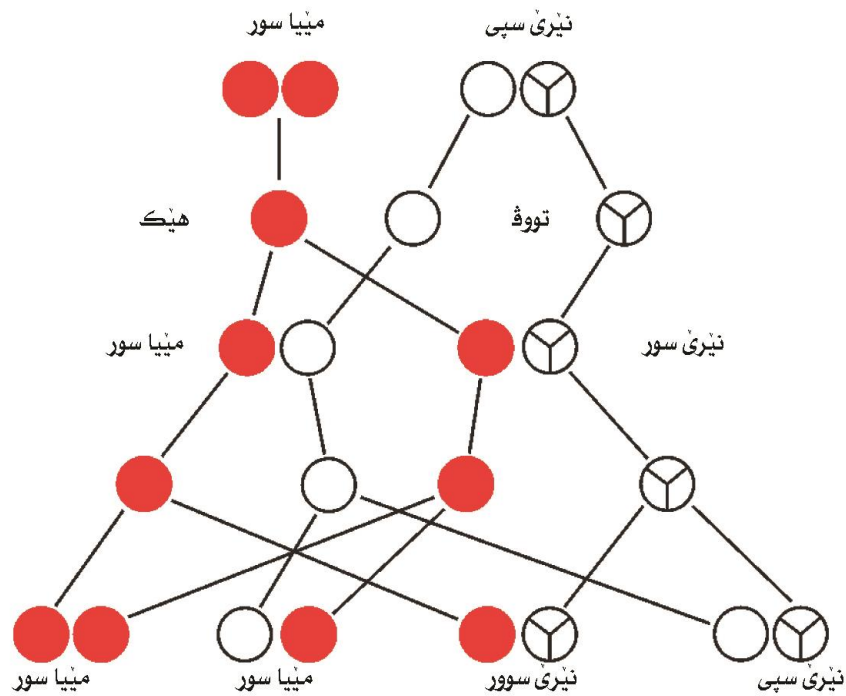 مێیا سور
نێرێ سپی
هێک
تووڤ
مێیا سور
نێرێ سور
مێیا سور
مێیا سور
نێرێ سوور
نێرێ سپی